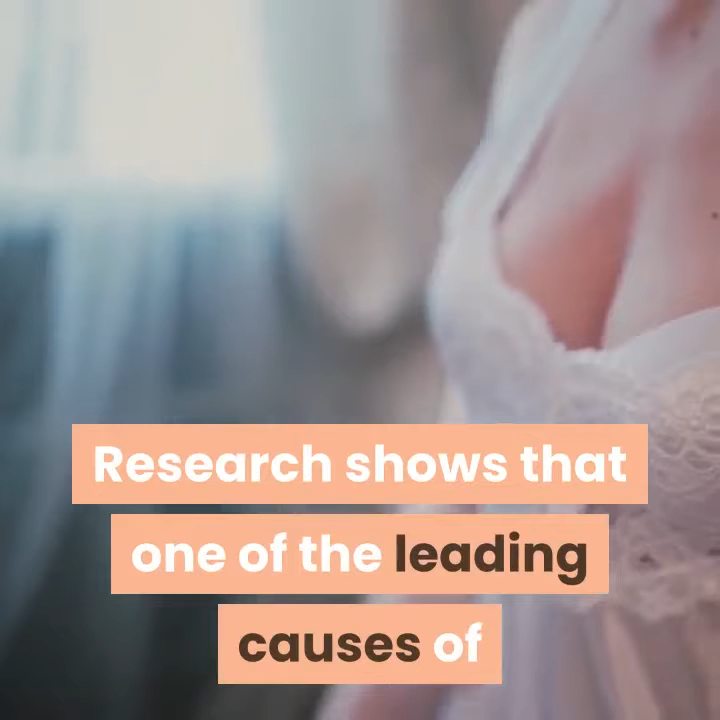 Research shows that
one of the leading
causes of